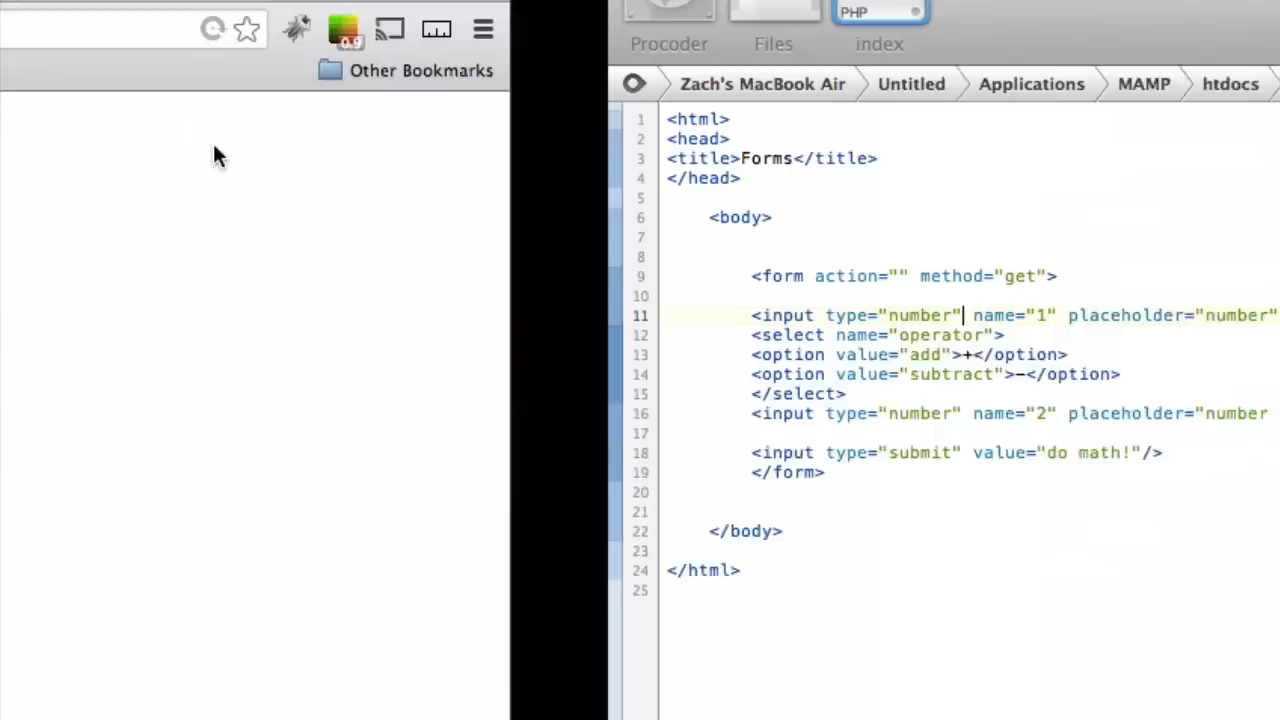 0.9
Other Bookmarks
PHP
Procoder
Files
index
Zach's MacBook Air
Untitled
Applications
MAMP
htdocs
1 <html>
2 <head>
3 <title>Forms</title>
4 </head>
5
6 <body>
7
8
9 <form action="" method="get">
10
11 <input type="number" name="1" placeholder="number"
12 <select name="operator">
13 <option value="add">+</option>
14 <option value="subtract">-</option>
15 </select>
16 <input type="number" name="2" placeholder="number
17
18 <input type="submit" value="do math!"/>
19 </form>
20
21
22 </body>
23
24 </html>
25